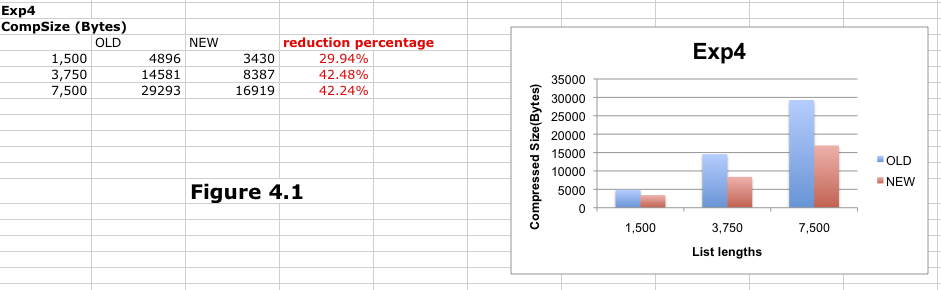 Exp4
CompSize (Bytes)
OLD NEW reduction percentage
1,500 4896 3430 29.94%
3,750 14581 8387 42.48%
7,500 29293 16919 42.24%
Figure 4.1
Exp4
Compressed Size(Bytes)
35000
30000
25000
20000
15000
10000
5000
0
1,500 3,750 7,500
List lengths
OLD
NEW